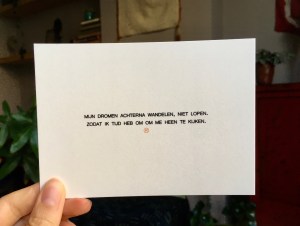 MIJN DROMEN ACHTERNA WANDELEN, NIET LOPEN.
ZODAT IK TIJD HEB OM OM ME HEEN TE KIJKEN.